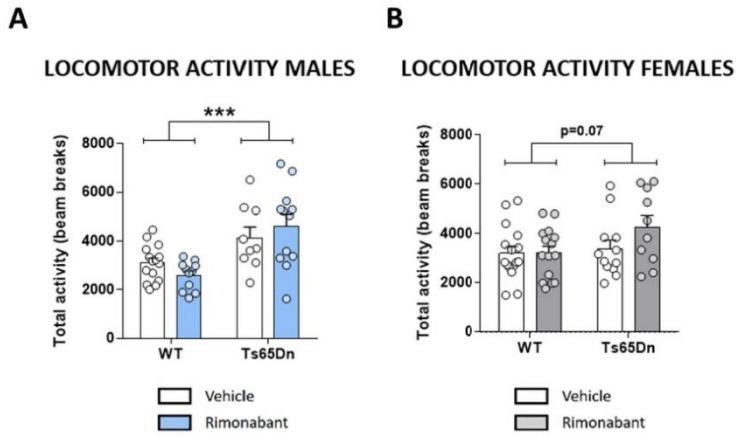 A
LOCOMOTOR ACTIVITY MALES
***
Total activity (beam breaks)
8000
6000
4000
2000
0
WT
Ts65Dn
Vehicle
Rimonabant
B
LOCOMOTOR ACTIVITY FEMALES
p=0.07
Total activity (beam breaks)
8000
6000
4000
2000
0
WT
Ts65Dn
Vehicle
Rimonabant